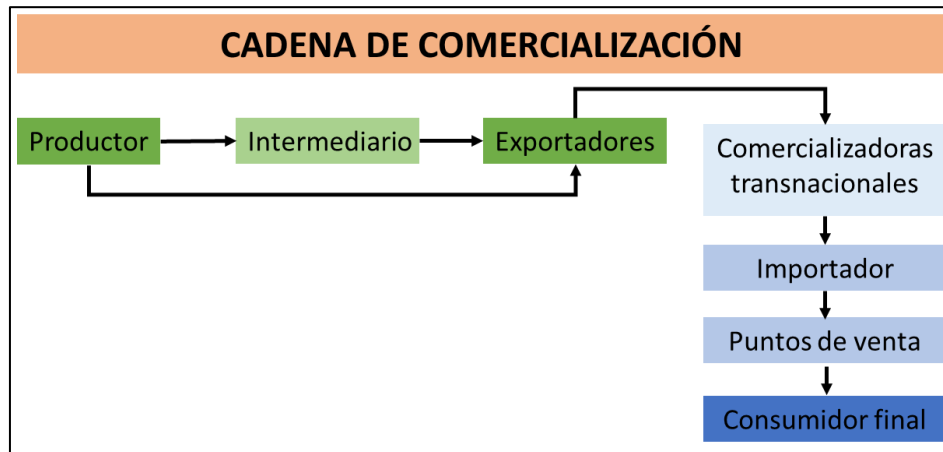 CADENA DE COMERCIALIZACIÓN
Productor
Intermediario
Exportadores
Comercializadoras
transnacionales
Importador
Puntos de venta
Consumidor final